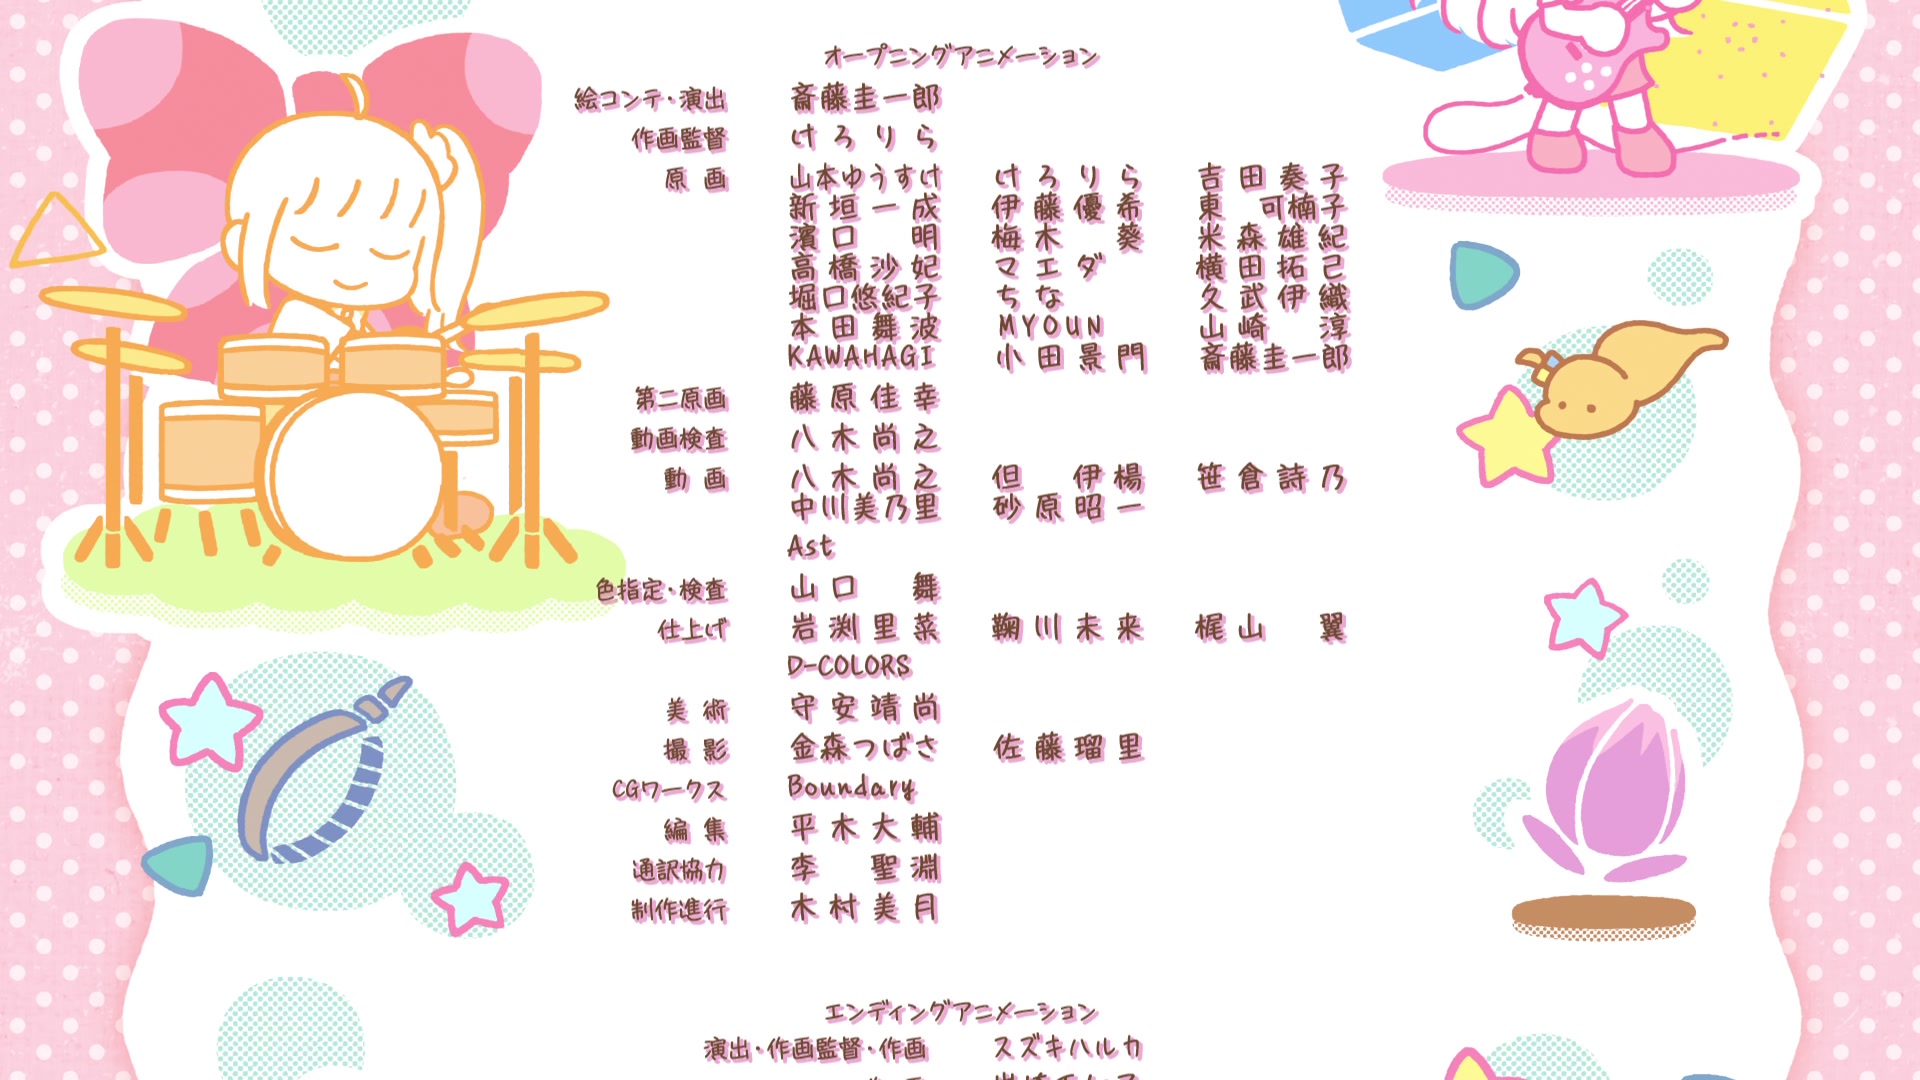 オープニングアニメーション
絵コンテ・演出 斎藤圭一郎
作画監督 けろりら
原画 山本ゆうすけ けろりら 吉田奏子
新垣一成 伊藤優希 東 可楠子
濱口 明 梅木 葵 米森雄紀
高橋沙妃 マエダ 横田拓己
堀口悠紀子 ちな 久武伊織
本田舞波 MYOUN 山崎 淳
KAWAHAGI 小田景門 斎藤圭一郎
第二原画 藤原佳幸
動画検査 八木尚之
動画 八木尚之 但 伊楊 笹倉詩乃
中川美乃里 砂原昭一
Ast
色指定・検査 山口 舞
仕上げ 岩渕里菜 鞠川未来 梶山 翼
D-COLORS
美術 守安靖尚
撮影 金森つばさ 佐藤瑠里
CGワークス Boundary
編集 平木大輔
通訳協力 李 聖淵
制作進行 木村美月
エンディングアニメーション
演出・作画監督・作画 スズキハルカ